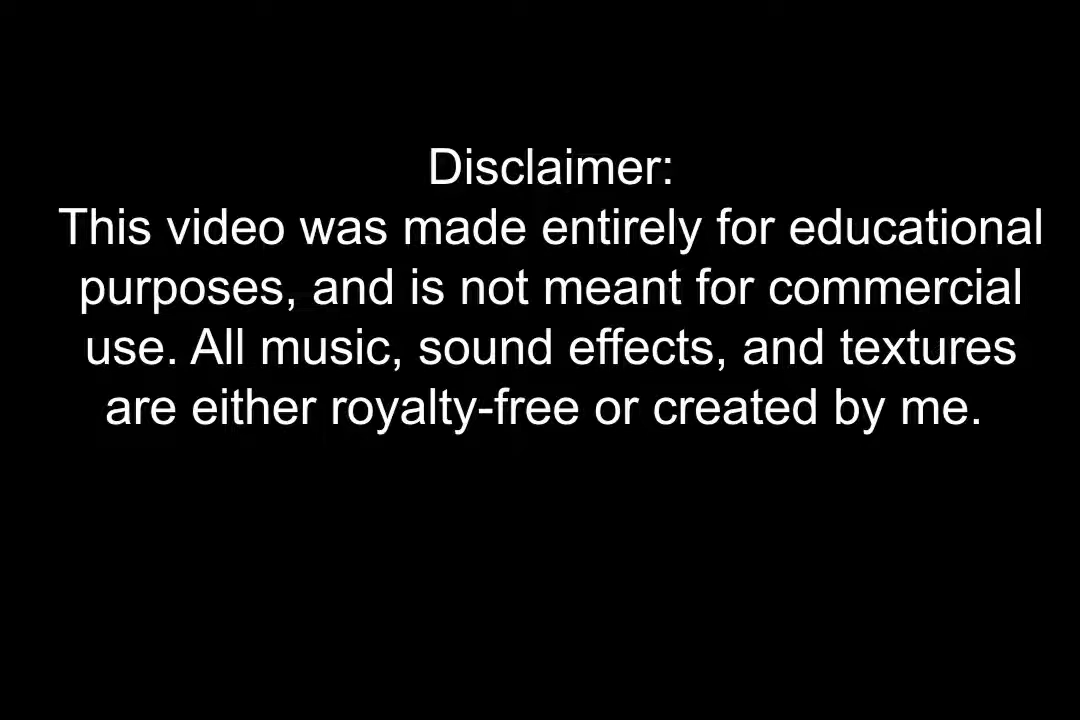 Disclaimer:
This video was made entirely for educational
purposes, and is not meant for commercial
use. All music, sound effects, and textures
are either royalty-free or created by me.